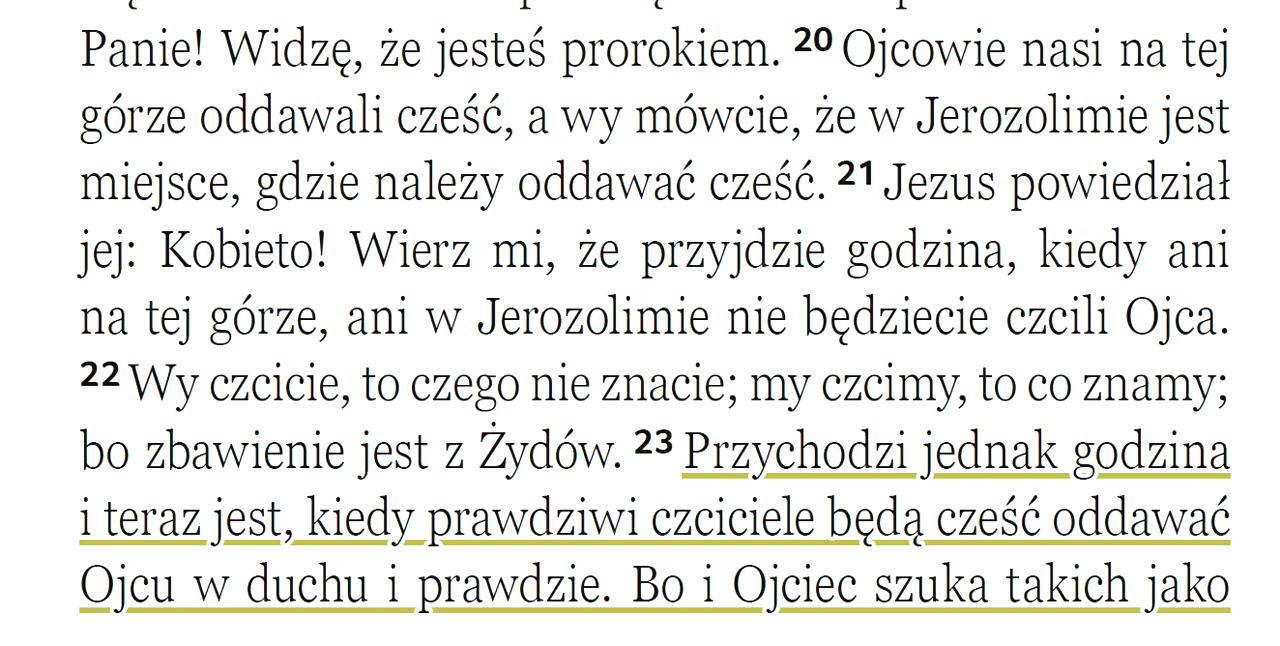 Panie! Widzę, że jesteś prorokiem. 20 Ojcowie nasi na tej
górze oddawali cześć, a wy mówcie, że w Jerozolimie jest
miejsce, gdzie należy oddawać cześć. 21 Jezus powiedział
jej: Kobieto! Wierz mi, że przyjdzie godzina, kiedy ani
na tej górze, ani w Jerozolimie nie będziecie czcili Ojca.
22 Wy czcicie, to czego nie znacie; my czcimy, to co znamy;
bo zbawienie jest z Żydów. 23 Przychodzi jednak godzina
i teraz jest, kiedy prawdziwi czciciele będą cześć oddawać
Ojcu w duchu i prawdzie. Bo i Ojciec szuka takich jako